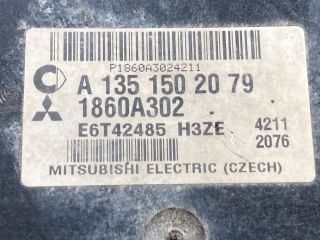 P1860A3024211
A 135 150 20 79
1860A302
E6T42485 H3ZE 4211
2076
MITSUBISHI ELECTRIC (CZECH)